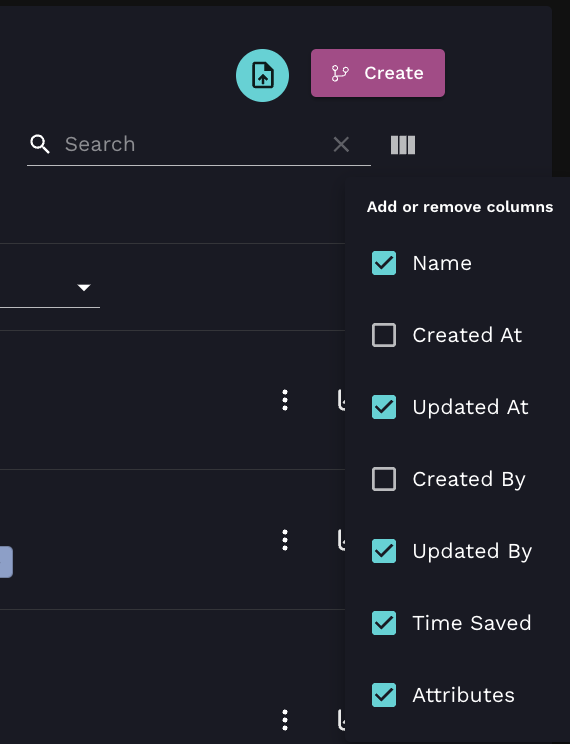 Create
Search
Add or remove columns
Name
Created At
Updated At
Created By
Updated By
Time Saved
Attributes